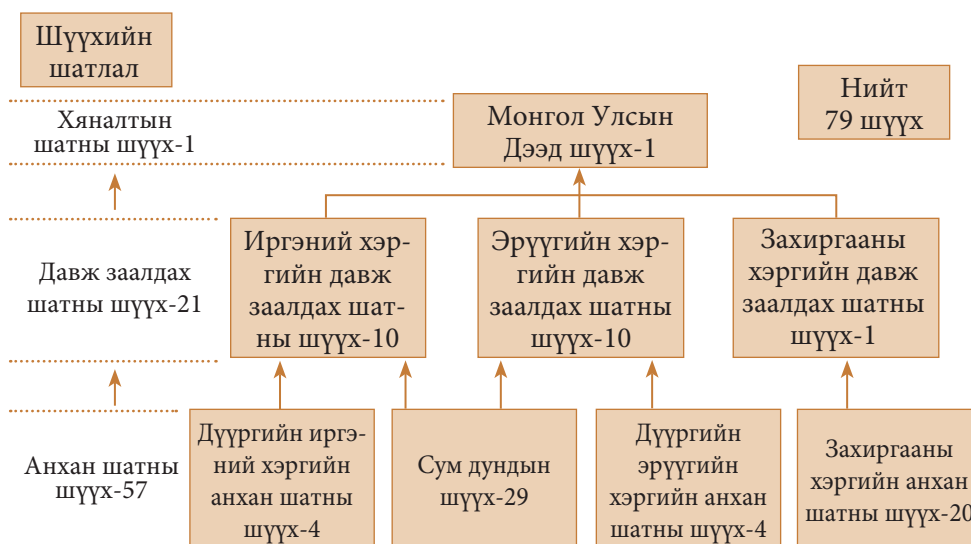 Шүүхийн
шатлал
Нийт
79 шүүх
Хяналтын
шатны шүүх-1
Монгол Улсын
Дээд шүүх-1
Давж заалдах
шатны шүүх-21
Иргэний хэр-
гийн давж
заалдах шат-
ны шүүх-10
Эрүүгийн хэр-
гийн давж
заалдах шатны
шүүх-10
Захиргааны
хэргийн давж
заалдах шатны
шүүх-1
Анхан шатны
шүүх-57
Дүүргийн иргэ-
ний хэргийн
анхан шатны
шүүх-4
Сум дундын
шүүх-29
Дүүргийн
эрүүгийн
хэргийн анхан
шатны шүүх-4
Захиргааны
хэргийн анхан
шатны шүүх-20